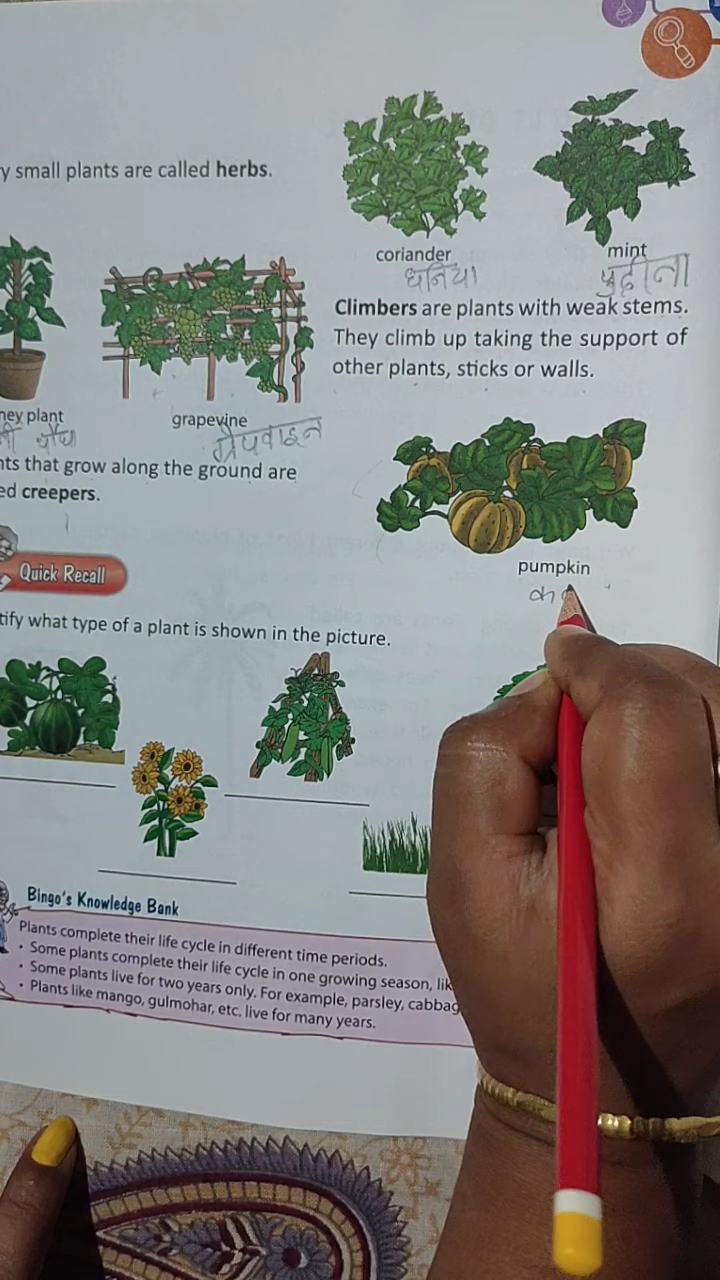 y small plants are called herbs.
coriander
mint
धनिया
पुदीना
Climbers are plants with weak stems.
They climb up taking the support of
other plants, sticks or walls.
ney plant
grapevine
ग्रेपवाइन
nts that grow along the ground are
ed creepers.
pumpkin
Quick Recall
tify what type of a plant is shown in the picture.
Bingo's Knowledge Bank
Plants complete their life cycle in different time periods.
• Some plants complete their life cycle in one growing season, lik
• Some plants live for two years only. For example, parsley, cabbag
• Plants like mango, gulmohar, etc. live for many years.